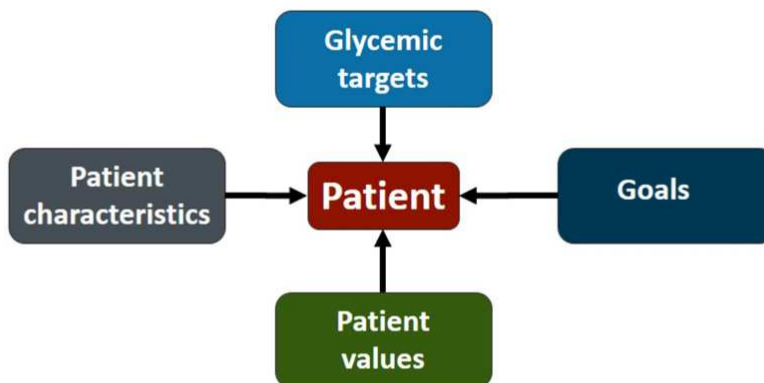 Glycemic
targets
Patient
characteristics
Patient
Goals
Patient
values